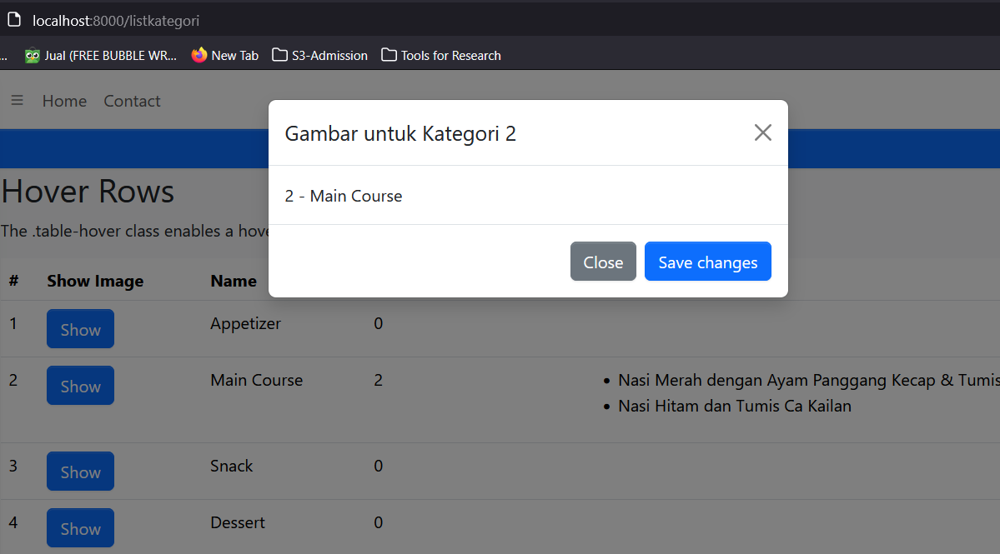 localhost:8000/listkategori
... Jual (FREE BUBBLE WR... New Tab S3-Admission Tools for Research
Home Contact
Gambar untuk Kategori 2
2 - Main Course
Close Save changes
Hover Rows
The .table-hover class enables a hove
# Show Image Name
1 Show Appetizer 0
2 Show Main Course 2
• Nasi Merah dengan Ayam Panggang Kecap & Tumis
• Nasi Hitam dan Tumis Ca Kailan
3 Show Snack 0
4 Show Dessert 0